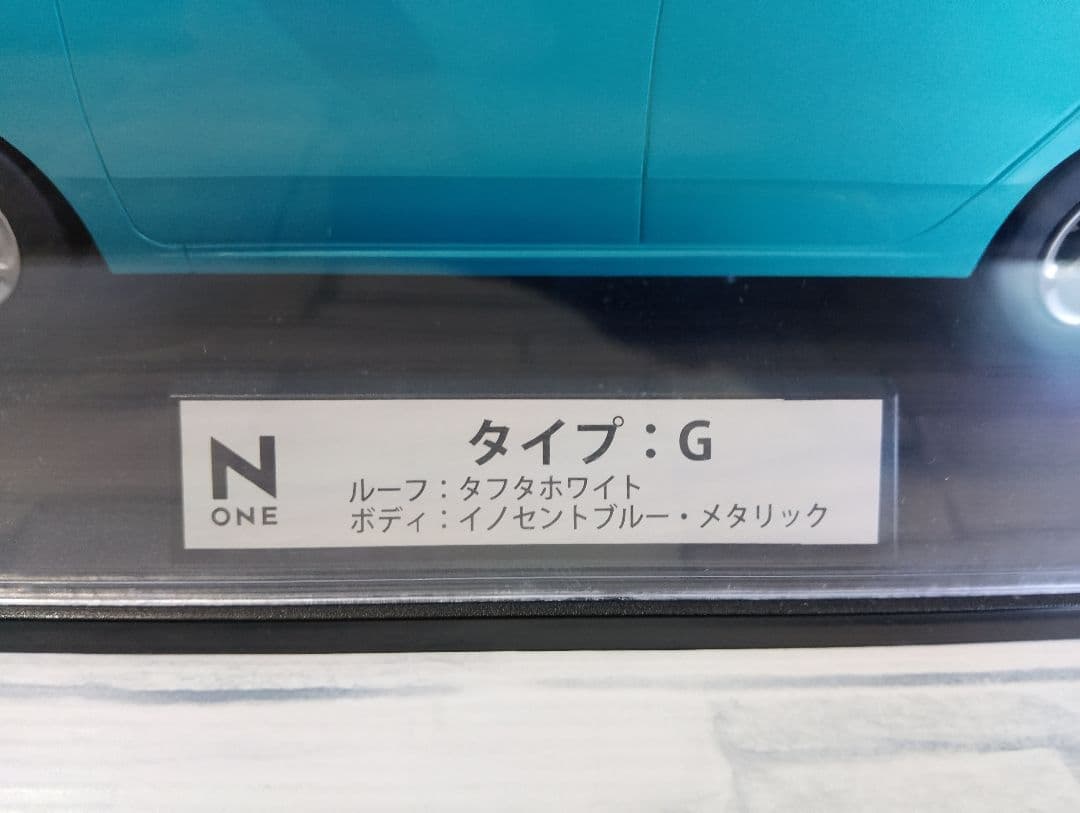 N
ONE
タイプ：G
ルーフ：タフタホワイト
ボディ：イノセントブルー・メタリック